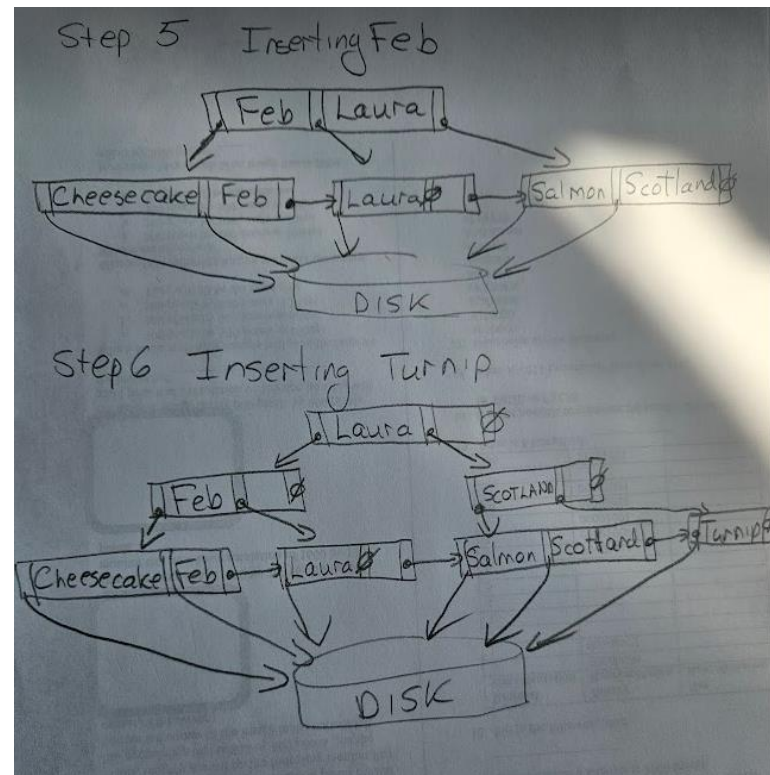 Step 5 Inserting Feb
Feb Laura
Cheesecake Feb Laura ∅ Salmon Scotland ∅
DISK
Step 6 Inserting Turnip
Laura ∅
Feb ∅ SCOTLAND ∅
Cheesecake Feb Laura ∅ Salmon Scotland Turnip
DISK